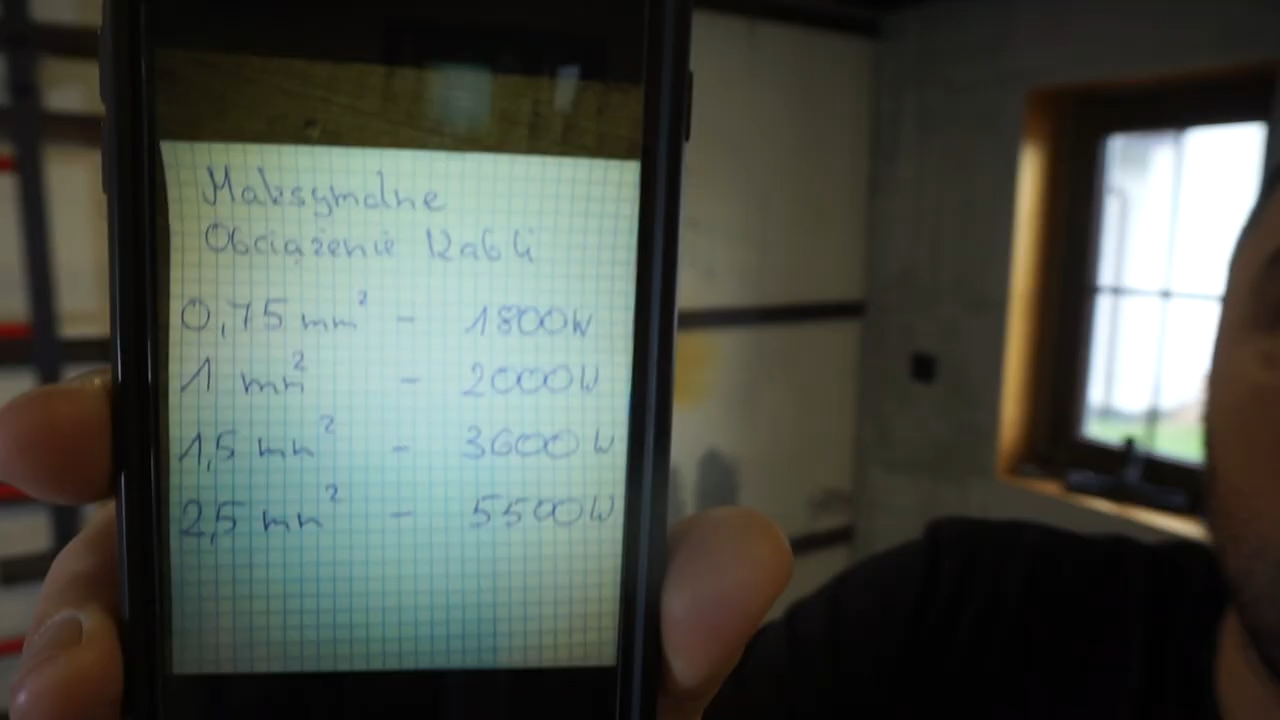 Maksymalne
Obciążenie Kabli
0,75 mm² - 1800W
1 mm² - 2000W
1,5 mm² - 3600W
2,5 mm² - 5500W